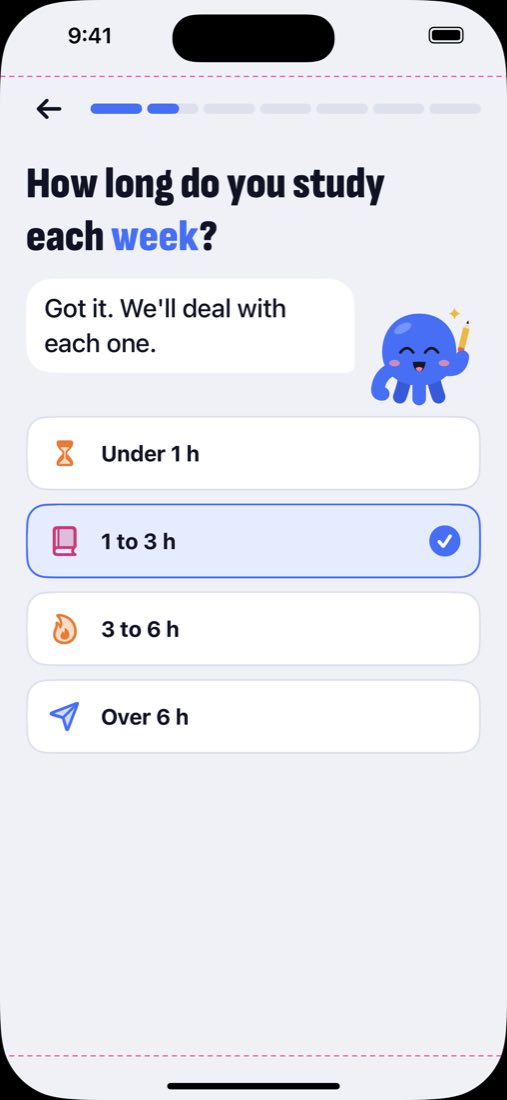 9:41
How long do you study
each week?
Got it. We'll deal with
each one.
Under 1 h
1 to 3 h
3 to 6 h
Over 6 h